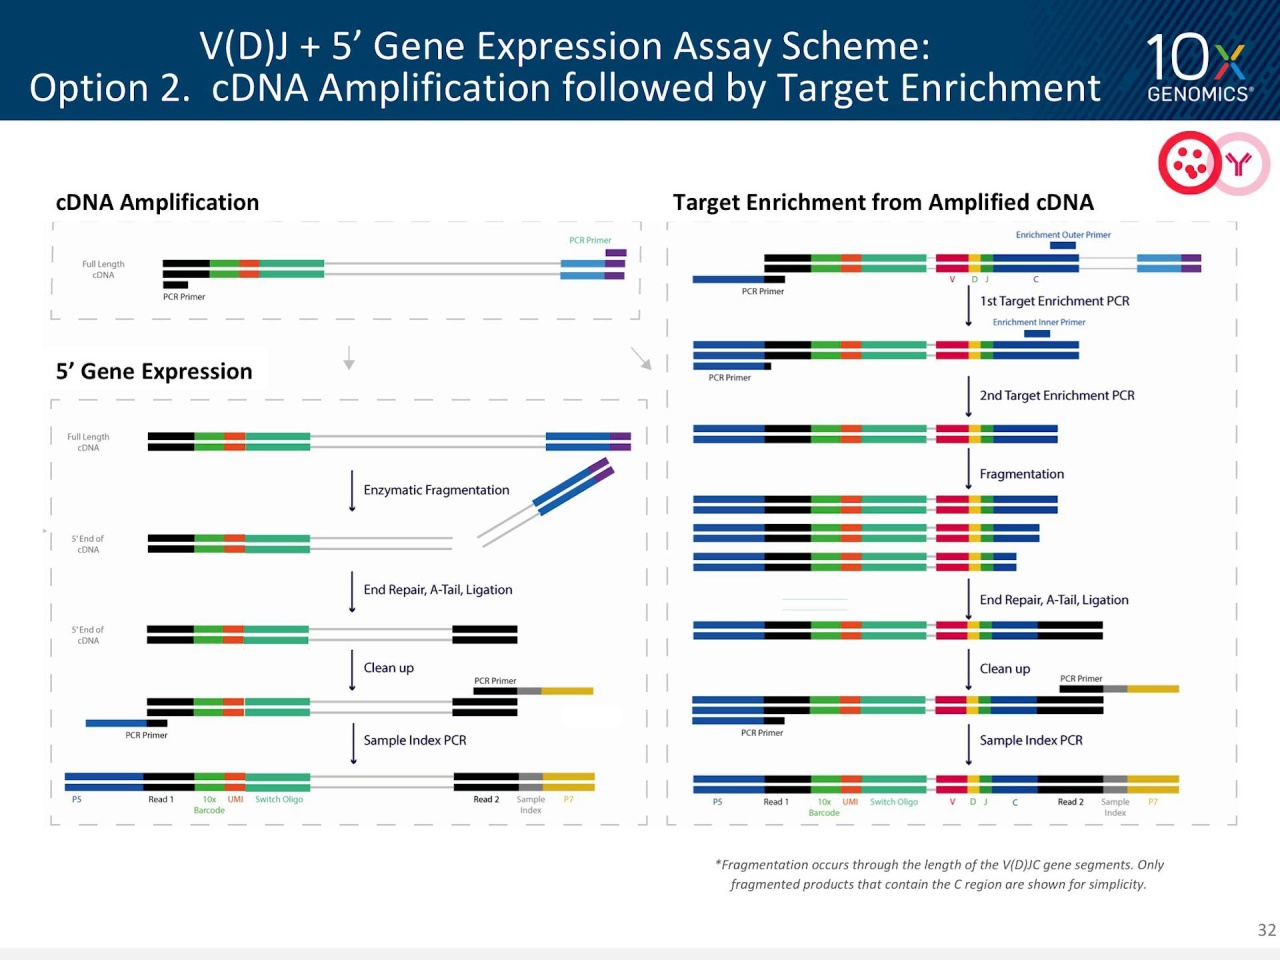 V(D)J + 5’ Gene Expression Assay Scheme:
Option 2. cDNA Amplification followed by Target Enrichment
10x
GENOMICS®
cDNA Amplification
PCR Primer
Full Length
cDNA
PCR Primer
5’ Gene Expression
Full Length
cDNA
Enzymatic Fragmentation
5’ End of
cDNA
End Repair, A-Tail, Ligation
5’ End of
cDNA
Clean up
PCR Primer
PCR Primer
Sample Index PCR
P5 Read 1 10x UMI Switch Oligo Read 2 Sample P7
Barcode Index
Target Enrichment from Amplified cDNA
Enrichment Outer Primer
V D J C
PCR Primer
1st Target Enrichment PCR
Enrichment Inner Primer
PCR Primer
2nd Target Enrichment PCR
Fragmentation
End Repair, A-Tail, Ligation
Clean up
PCR Primer
PCR Primer
Sample Index PCR
P5 Read 1 10x UMI Switch Oligo V D J C Read 2 Sample P7
Barcode Index
*Fragmentation occurs through the length of the V(D)JC gene segments. Only
fragmented products that contain the C region are shown for simplicity.
32